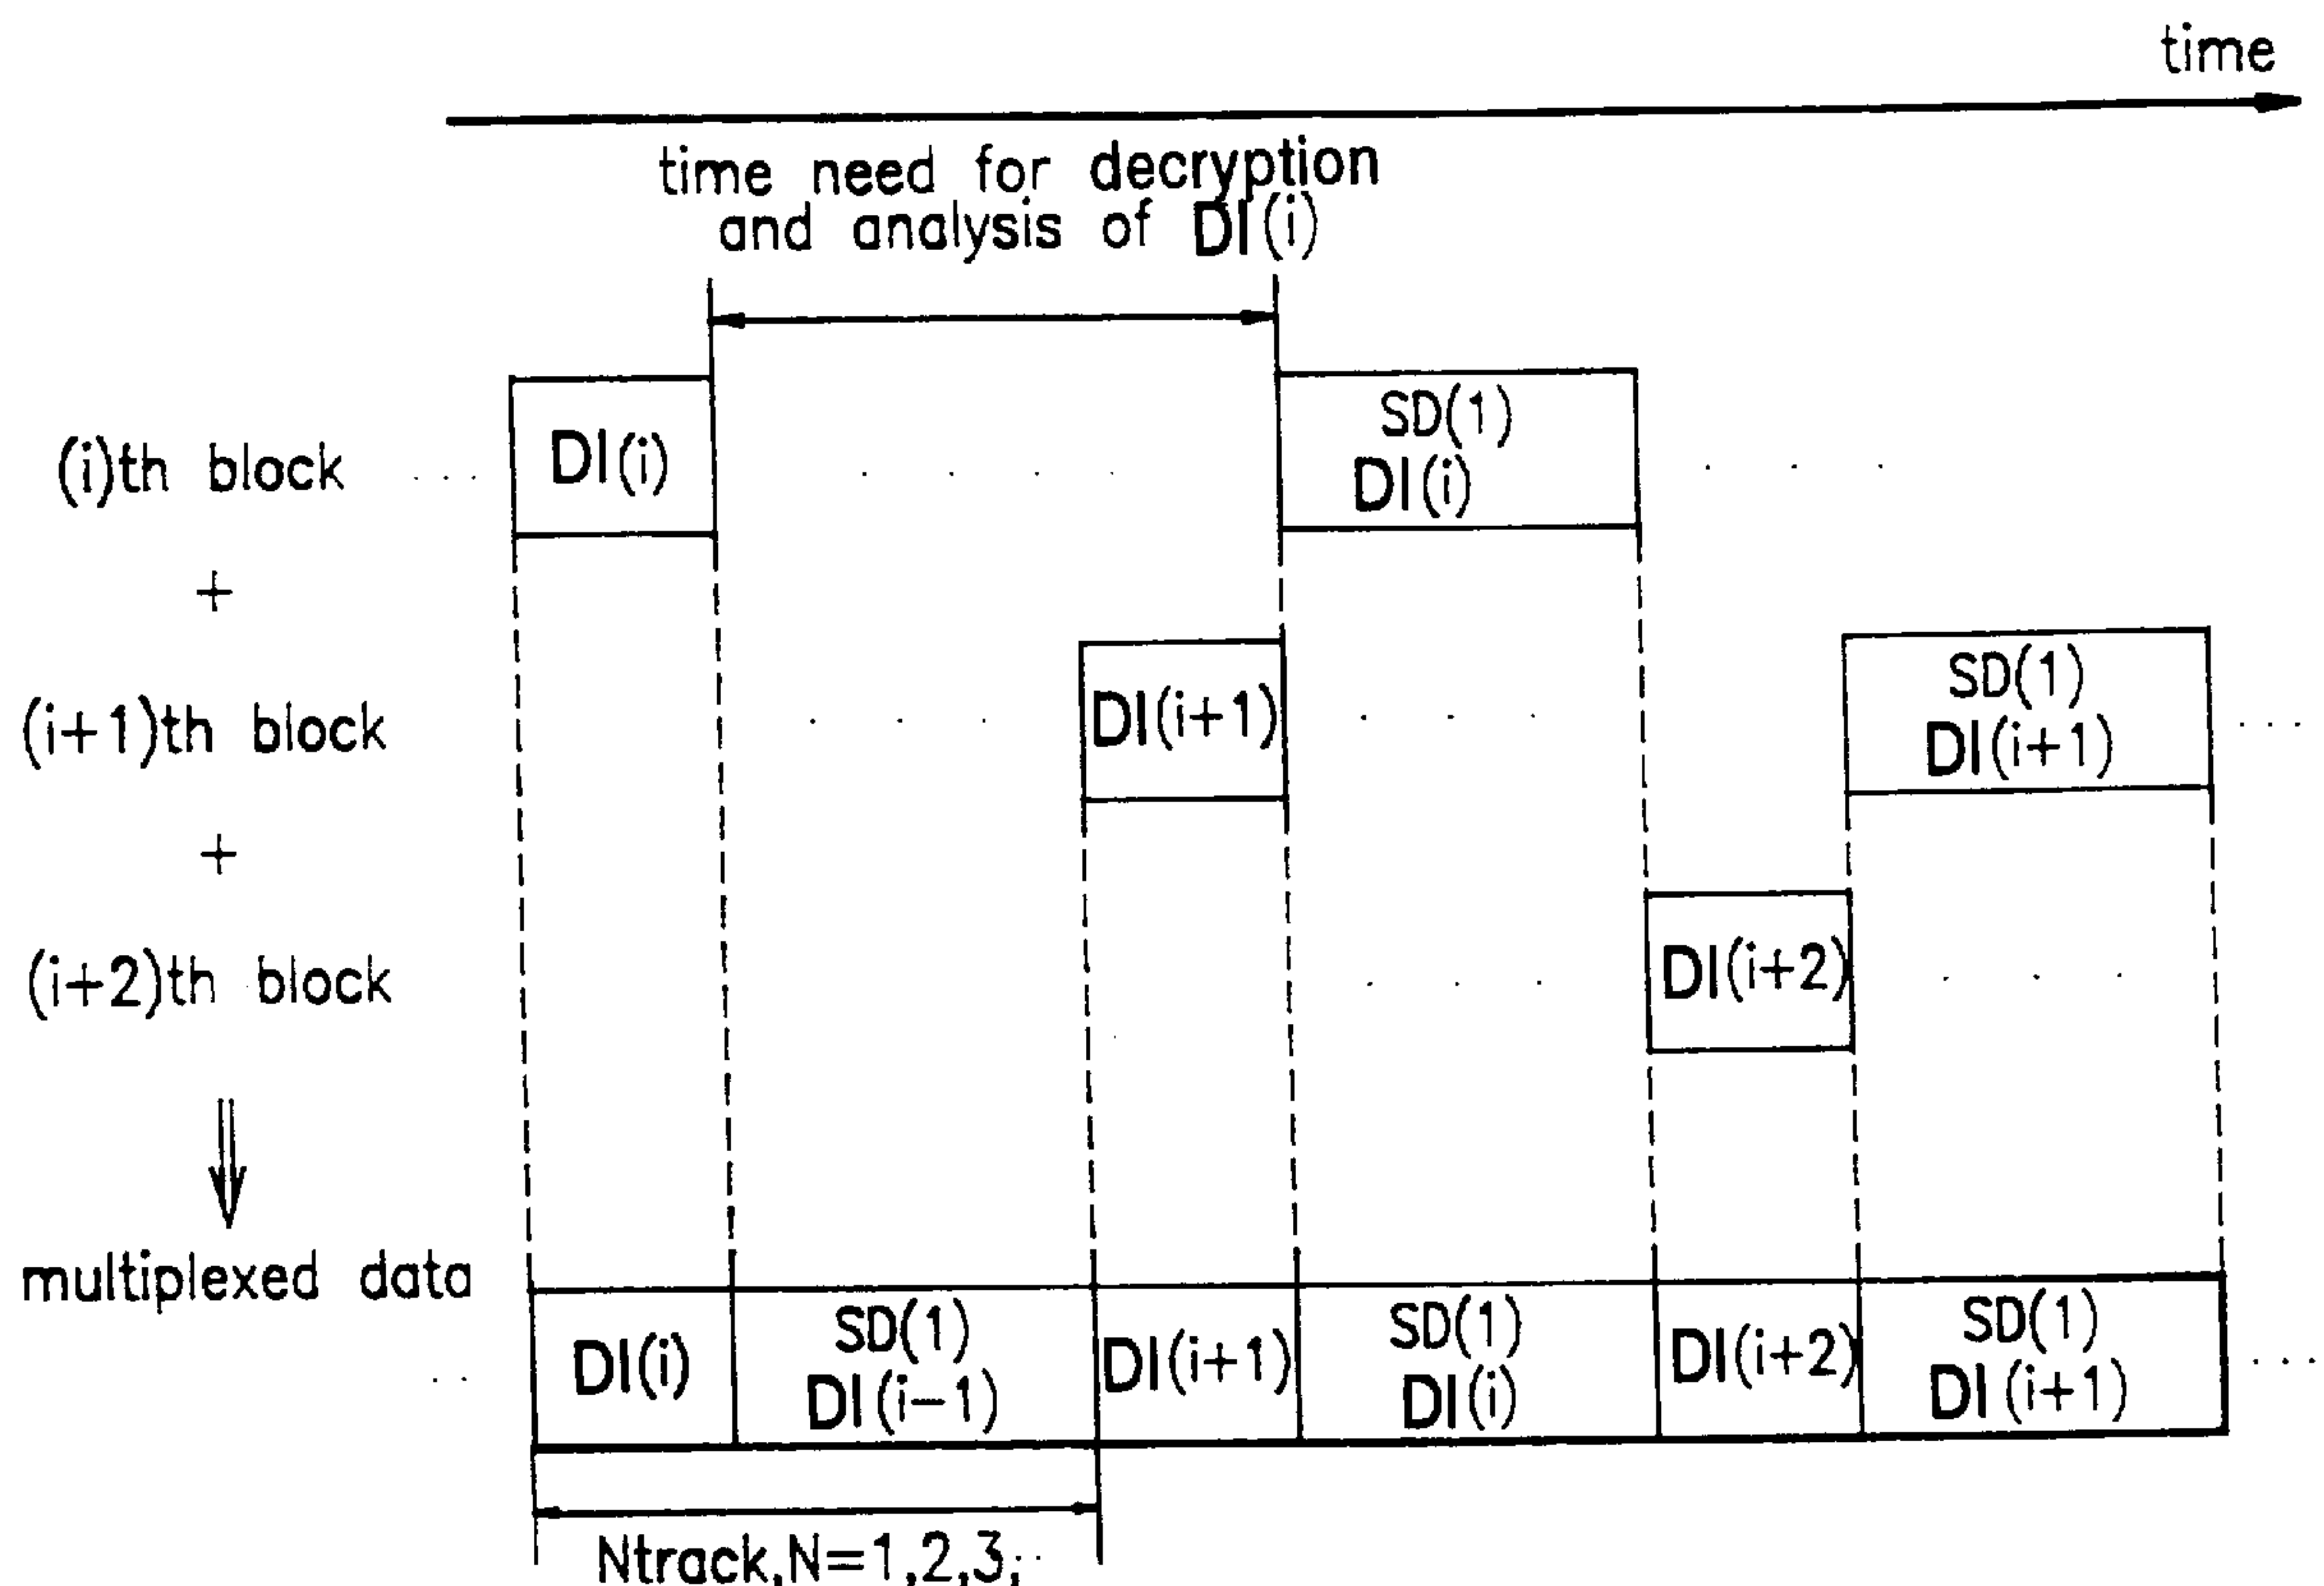 time
time need for decryption
and analysis of DI(i)
(i)th block ... DI(i) . . . . SD(1) . . .
DI(i)
+
(i+1)th block . . . DI(i+1) . . . SD(1) ...
DI(i+1)
+
(i+2)th block . . . DI(i+2) . . .
multiplexed data
.. DI(i) SD(1) DI(i+1) SD(1) DI(i+2) SD(1) ...
DI(i-1) DI(i) DI(i+1)
Ntrack,N=1,2,3,..